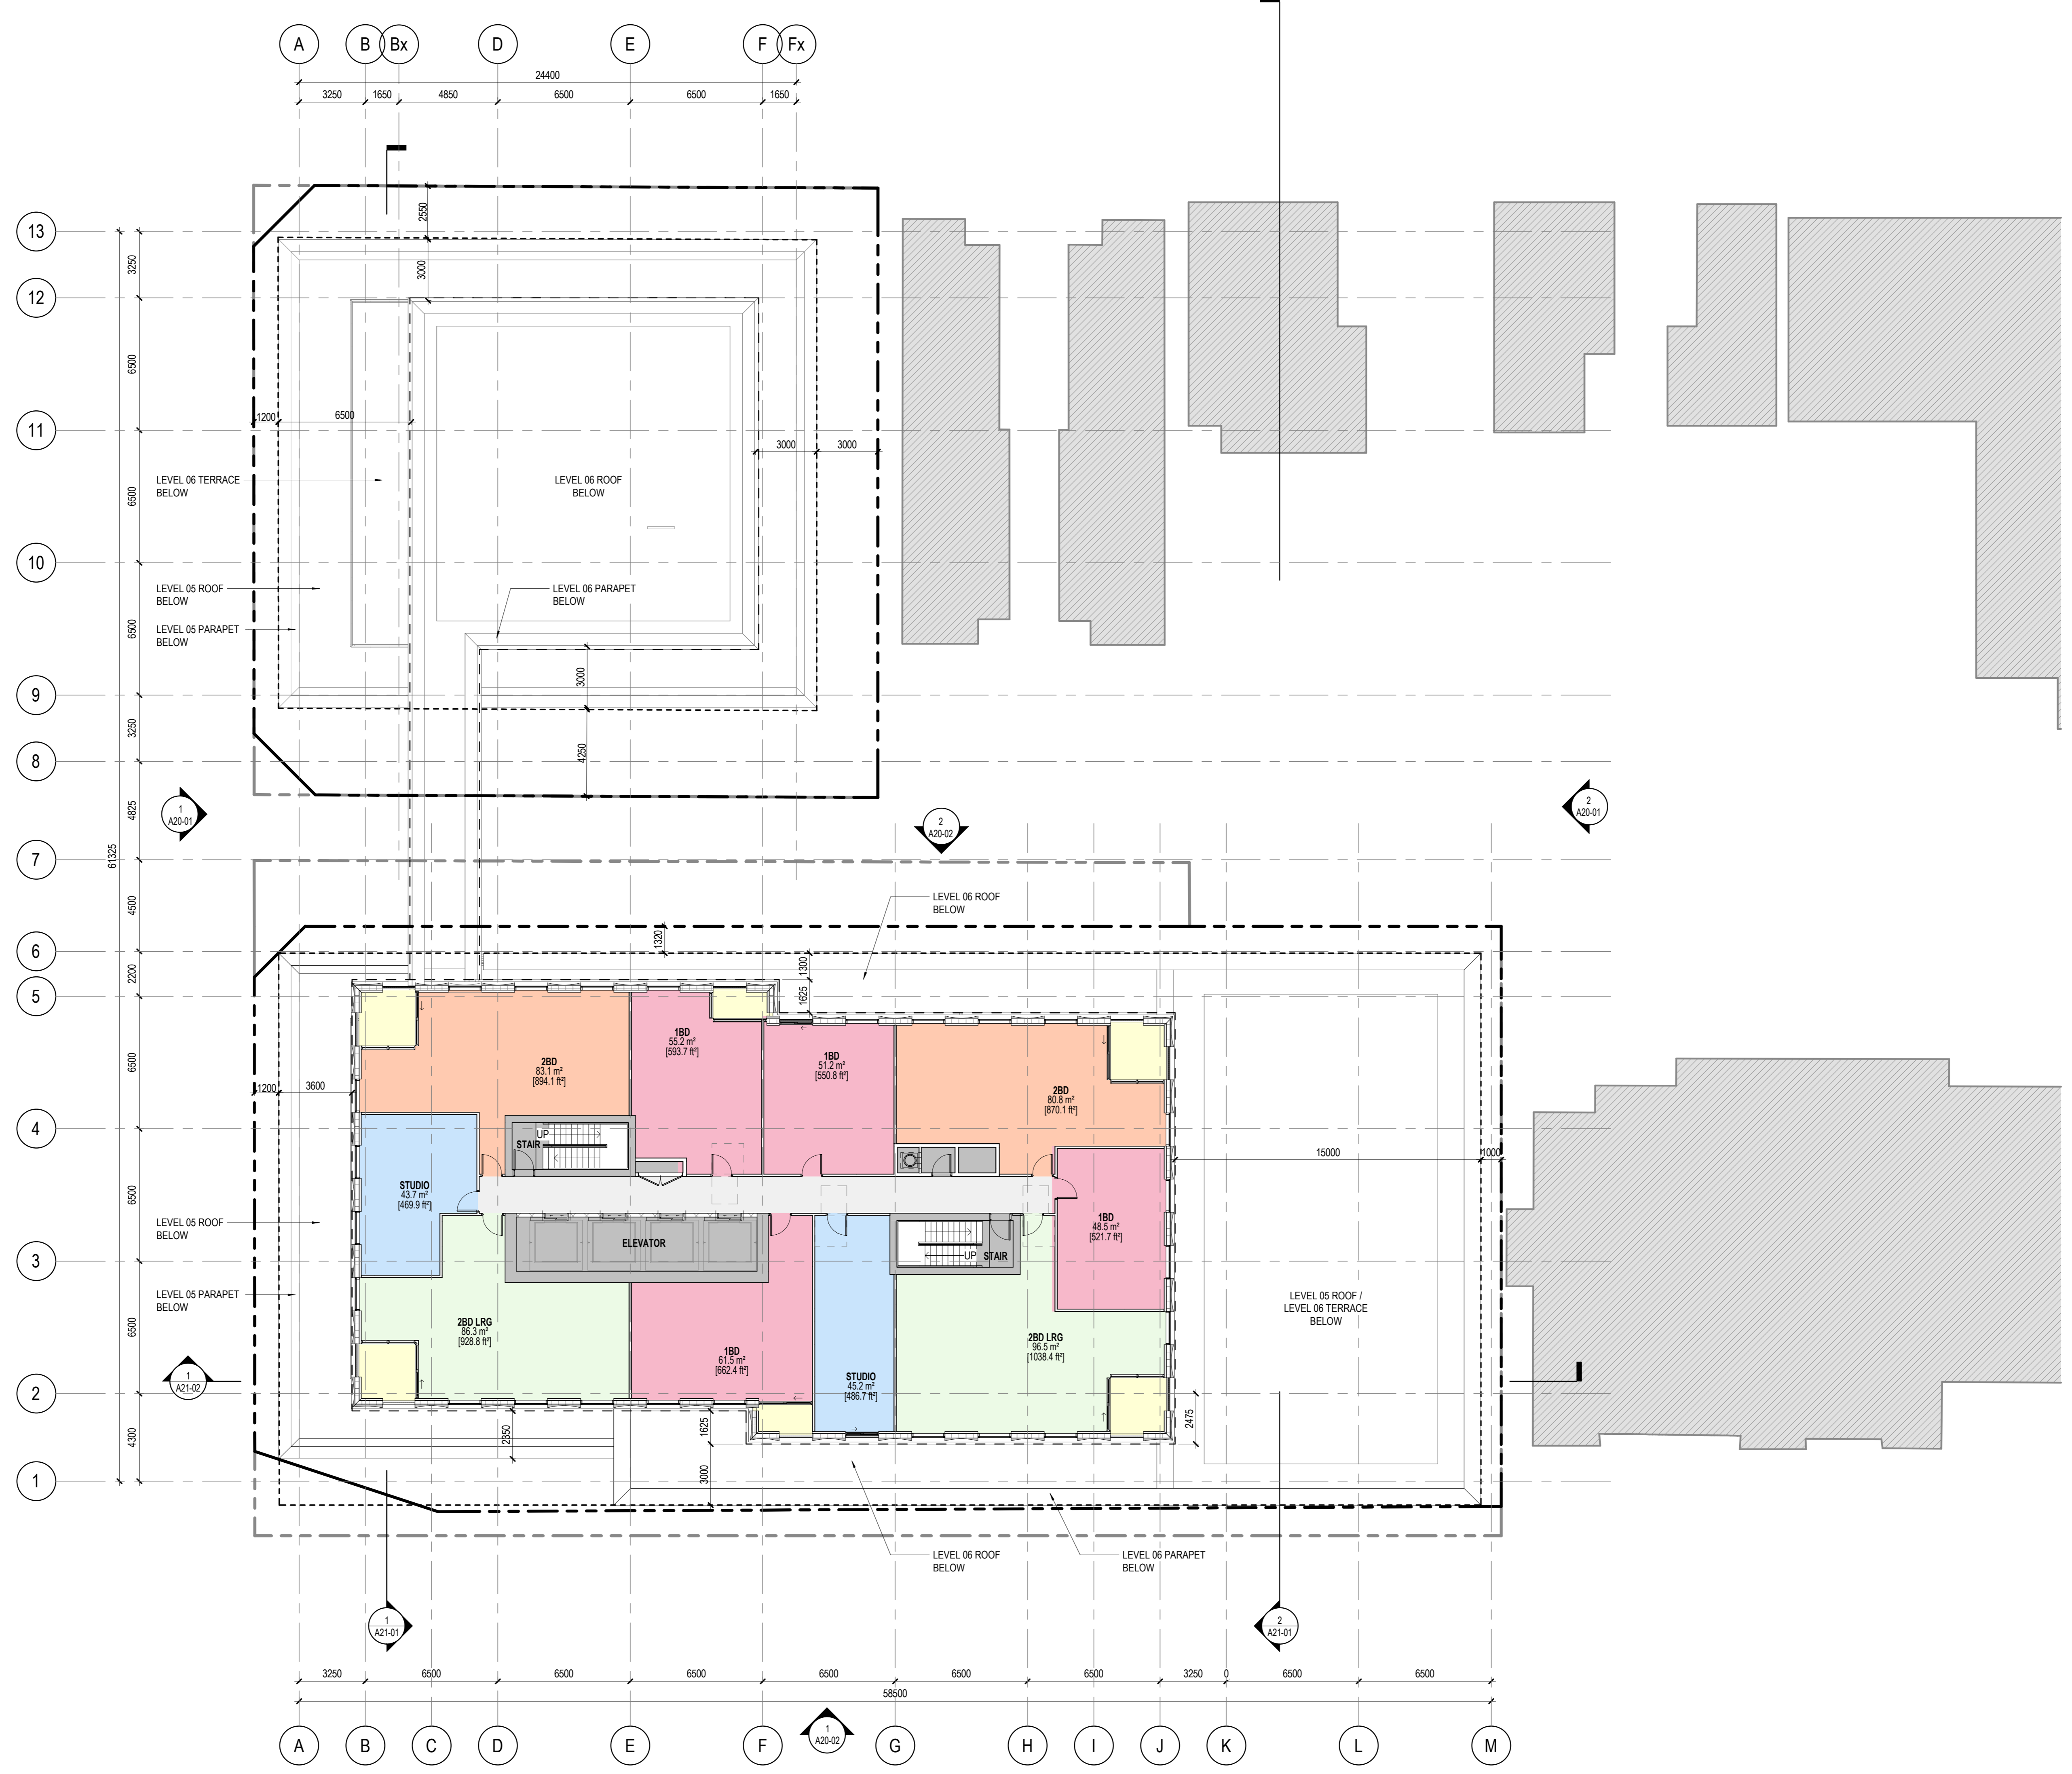 A B Bx D E F Fx
24400
3250 1650 4850 6500 6500 1650
13
12
11
10
9
8
7
6
5
4
3
2
1
61325
3250
6500
6500
6500
3250
4825
4500
2200
6500
6500
6500
4300
2550
3000
1200 6500
3000 3000
LEVEL 06 TERRACE
BELOW
LEVEL 06 ROOF
BELOW
LEVEL 05 ROOF
BELOW
LEVEL 06 PARAPET
BELOW
LEVEL 05 PARAPET
BELOW
3000
4250
1
A20-01
2
A20-02
2
A20-01
LEVEL 06 ROOF
BELOW
1320
1300
1625
1200 3600
2BD
83.1 m²
[894.1 ft²]
1BD
55.2 m²
[593.7 ft²]
1BD
51.2 m²
[550.8 ft²]
2BD
80.8 m²
[870.1 ft²]
UP
STAIR
15000 1000
STUDIO
43.7 m²
[469.9 ft²]
1BD
48.5 m²
[521.7 ft²]
LEVEL 05 ROOF
BELOW
ELEVATOR
UP STAIR
LEVEL 05 PARAPET
BELOW
LEVEL 05 ROOF /
LEVEL 06 TERRACE
BELOW
2BD LRG
86.3 m²
[928.8 ft²]
1BD
61.5 m²
[662.4 ft²]
STUDIO
45.2 m²
[486.7 ft²]
2BD LRG
96.5 m²
[1038.4 ft²]
1
A21-02
2350
1625
3000
2475
LEVEL 06 ROOF
BELOW
LEVEL 06 PARAPET
BELOW
1
A21-01
2
A21-01
3250 6500 6500 6500 6500 6500 6500 3250 0 6500 6500
58500
1
A20-02
A B C D E F G H I J K L M